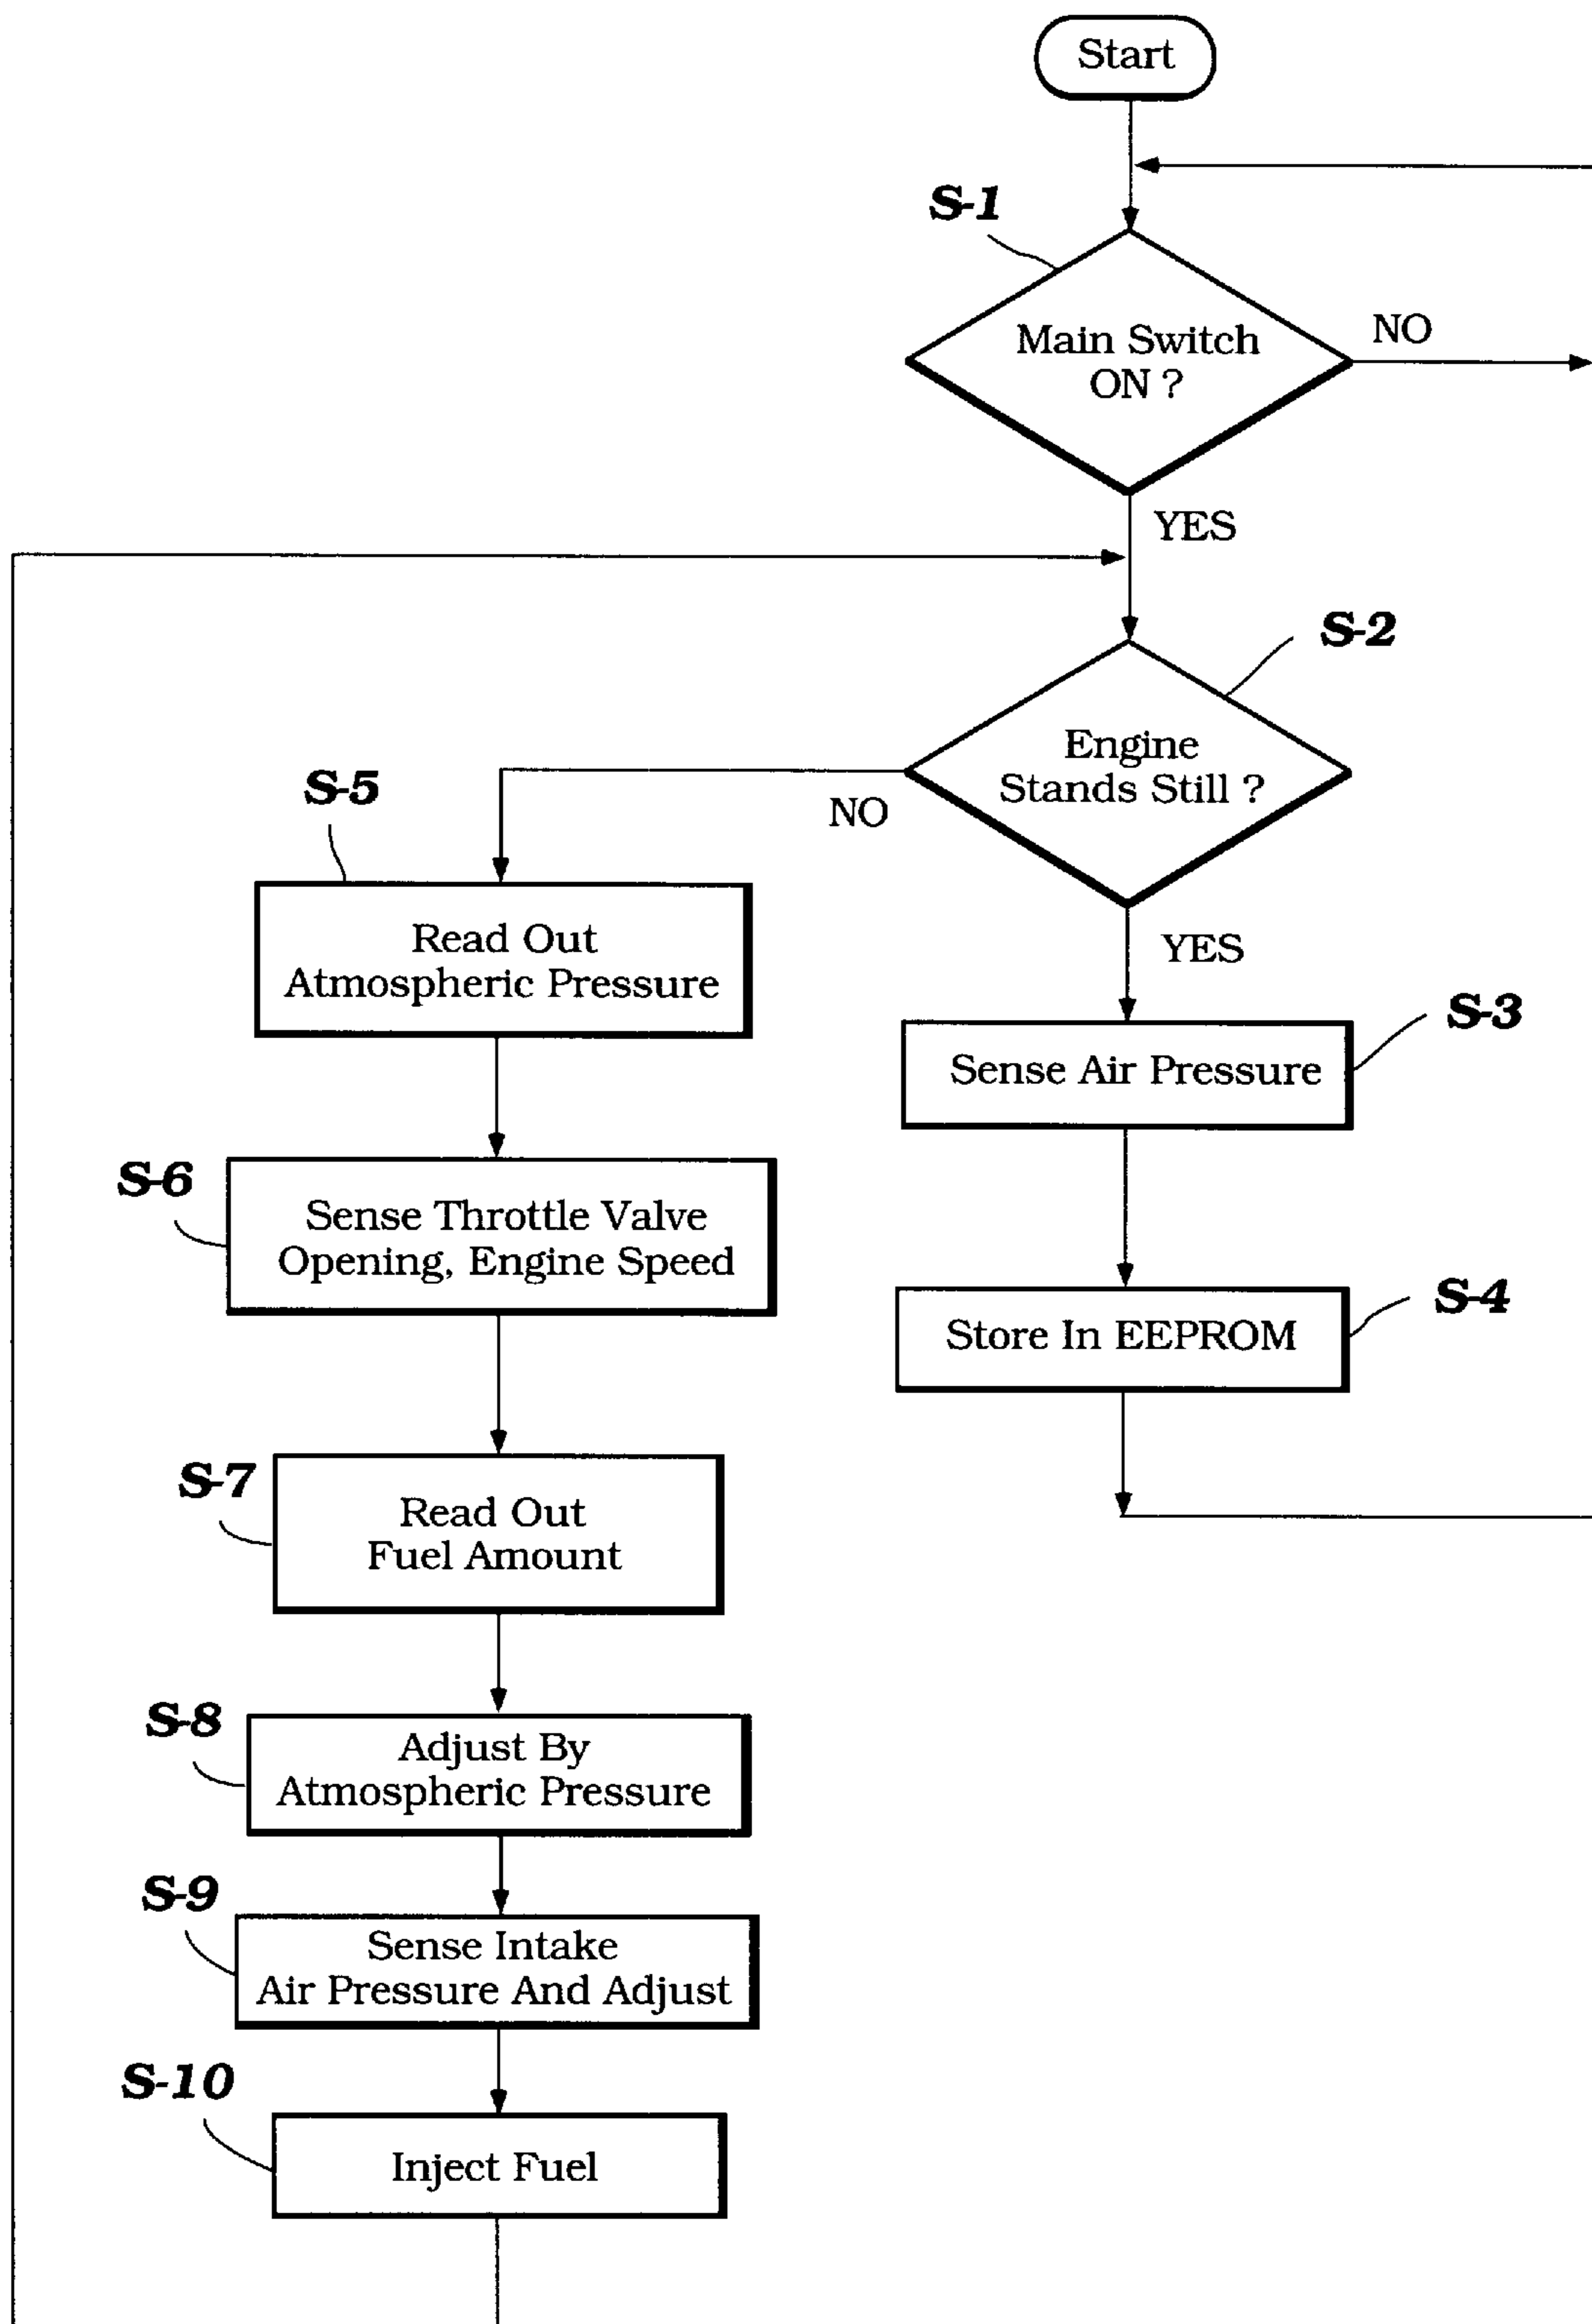 Start
S-1
Main Switch
ON ?
NO
YES
S-2
Engine
Stands Still ?
NO
YES
S-3
Sense Air Pressure
S-4
Store In EEPROM
S-5
Read Out
Atmospheric Pressure
S-6
Sense Throttle Valve
Opening, Engine Speed
S-7
Read Out
Fuel Amount
S-8
Adjust By
Atmospheric Pressure
S-9
Sense Intake
Air Pressure And Adjust
S-10
Inject Fuel